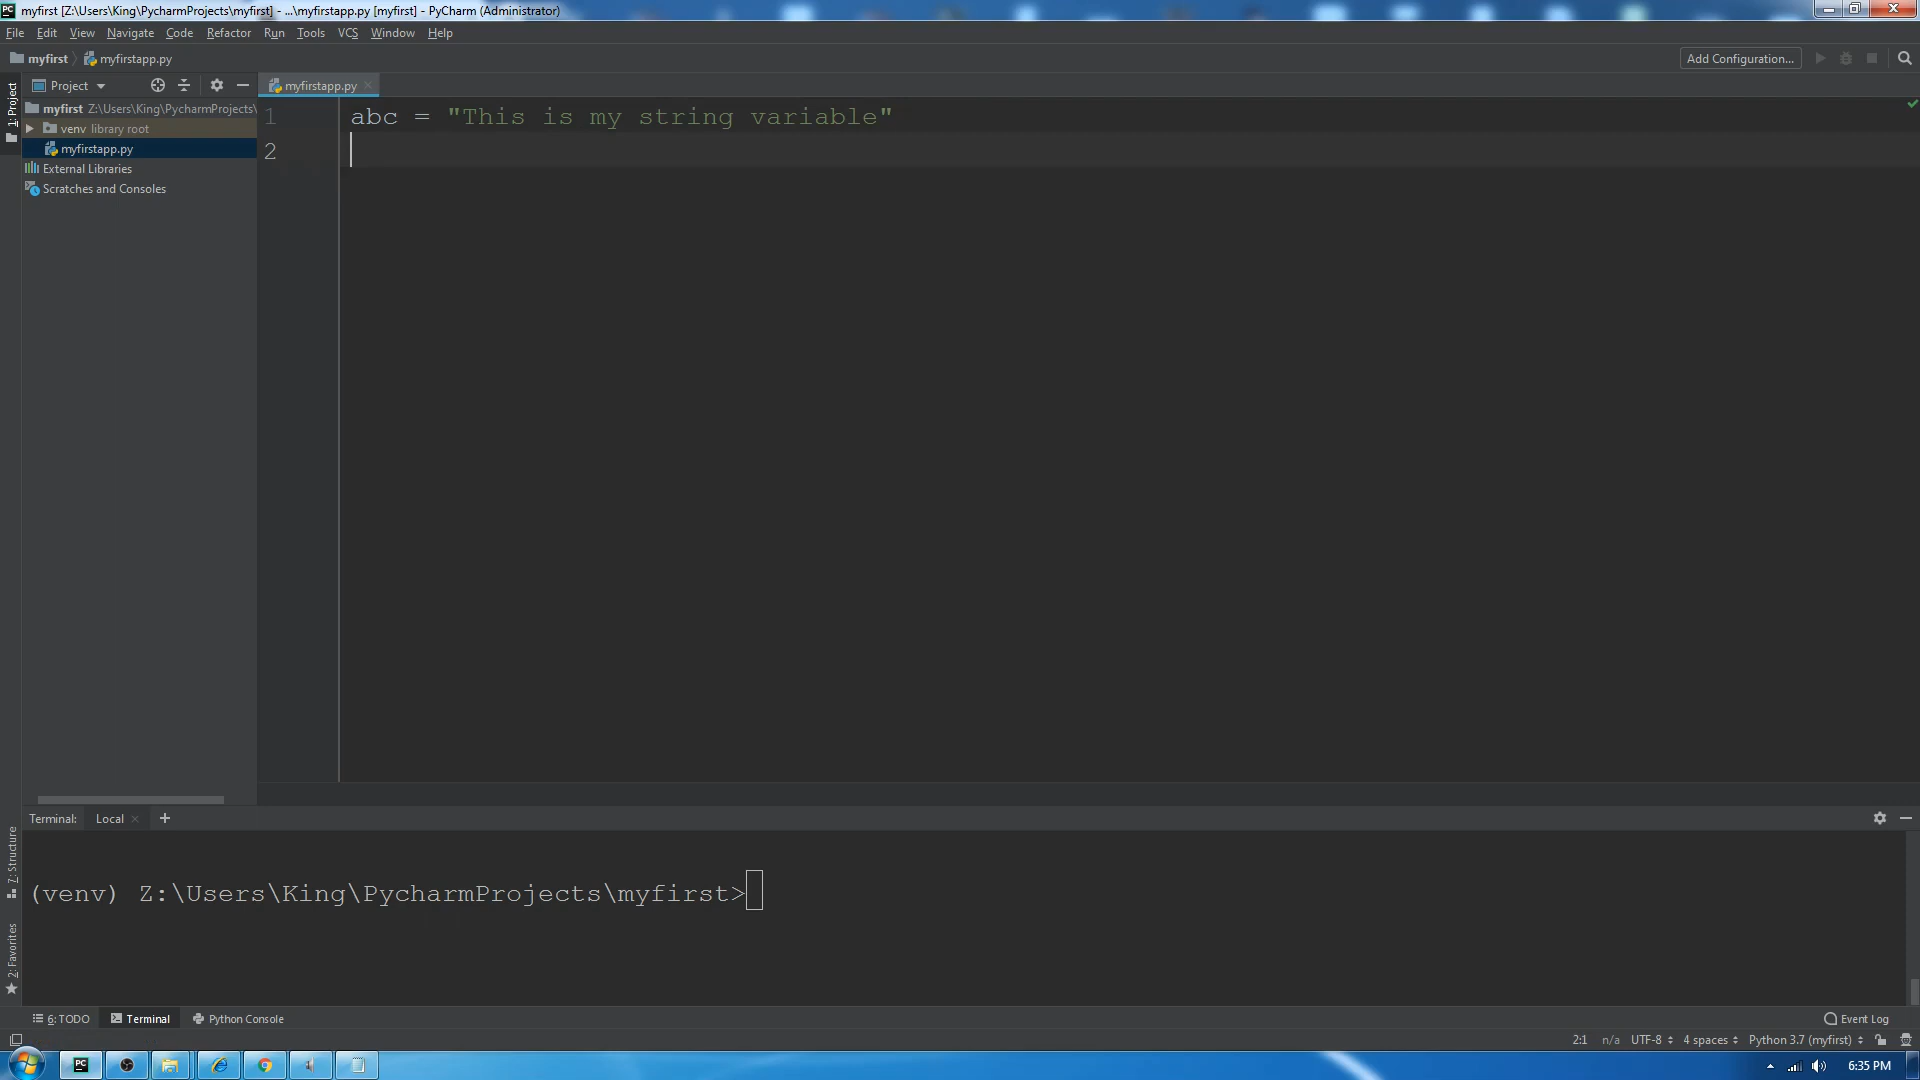 PC myfirst [Z:\Users\King\PycharmProjects\myfirst] - ...\myfirstapp.py [myfirst] - PyCharm (Administrator)
File Edit View Navigate Code Refactor Run Tools VCS Window Help
myfirst myfirstapp.py Add Configuration...
1: Project
Project myfirstapp.py
myfirst Z:\Users\King\PycharmProjects\
venv library root
myfirstapp.py
External Libraries
Scratches and Consoles
1 abc = "This is my string variable"
2
Terminal: Local +
(venv) Z:\Users\King\PycharmProjects\myfirst>
7: Structure
2: Favorites
6: TODO Terminal Python Console Event Log
2:1 n/a UTF-8 4 spaces Python 3.7 (myfirst)
PC 6:35 PM